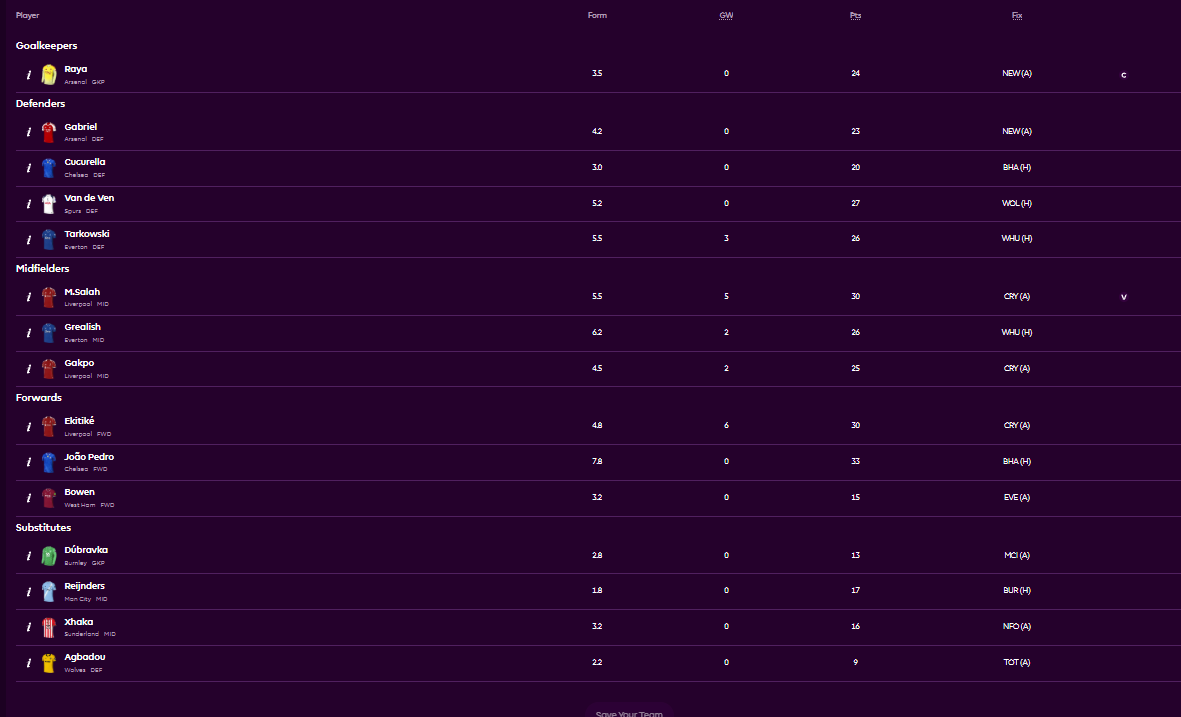 Player Form GW Pts Fix
Goalkeepers
i Raya 3.5 0 24 NEW (A) C
Arsenal GKP
Defenders
i Gabriel 4.2 0 23 NEW (A)
Arsenal DEF
i Cucurella 3.0 0 20 BHA (H)
Chelsea DEF
i Van de Ven 5.2 0 27 WOL (H)
Spurs DEF
i Tarkowski 5.5 3 26 WHU (H)
Everton DEF
Midfielders
i M.Salah 5.5 5 30 CRY (A) V
Liverpool MID
i Grealish 6.2 2 26 WHU (H)
Everton MID
i Gakpo 4.5 2 25 CRY (A)
Liverpool MID
Forwards
i Ekitiké 4.8 6 30 CRY (A)
Liverpool FWD
i João Pedro 7.8 0 33 BHA (H)
Chelsea FWD
i Bowen 3.2 0 15 EVE (A)
West Ham FWD
Substitutes
i Dúbravka 2.8 0 13 MCI (A)
Burnley GKP
i Reijnders 1.8 0 17 BUR (H)
Man City MID
i Xhaka 3.2 0 16 NFO (A)
Sunderland MID
i Agbadou 2.2 0 9 TOT (A)
Wolves DEF
Save Your Team